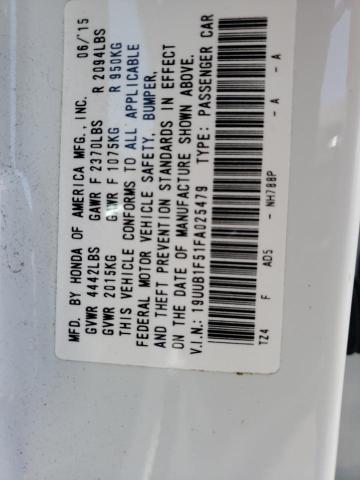 MFD. BY HONDA OF AMERICA MFG., INC. 06/15
GVWR 4442LBS GAWR F 2370LBS R 2094LBS
GVWR 2015KG GAWR F 1075KG R 950KG
THIS VEHICLE CONFORMS TO ALL APPLICABLE
FEDERAL MOTOR VEHICLE SAFETY, BUMPER,
AND THEFT PREVENTION STANDARDS IN EFFECT
ON THE DATE OF MANUFACTURE SHOWN ABOVE.
V.I.N.: 19UUB1F51FA025479 TYPE: PASSENGER CAR
TZ4 F AD5 - NH788P - A - A